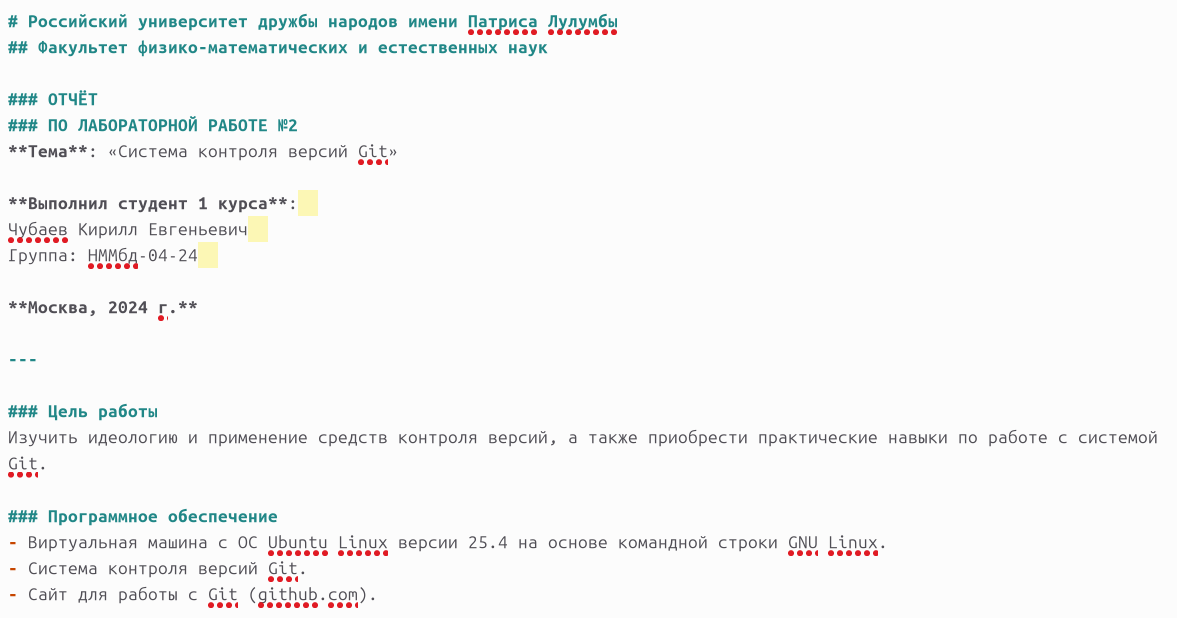 # Российский университет дружбы народов имени Патриса Лулумбы
## Факультет физико-математических и естественных наук
### ОТЧЁТ
### ПО ЛАБОРАТОРНОЙ РАБОТЕ №2
**Тема**: «Система контроля версий Git»
**Выполнил студент 1 курса**:
Чубаев Кирилл Евгеньевич
Группа: НММбд-04-24
**Москва, 2024 г.**
---
### Цель работы
Изучить идеологию и применение средств контроля версий, а также приобрести практические навыки по работе с системой
Git.
### Программное обеспечение
- Виртуальная машина с ОС Ubuntu Linux версии 25.4 на основе командной строки GNU Linux.
- Система контроля версий Git.
- Сайт для работы с Git (github.com).